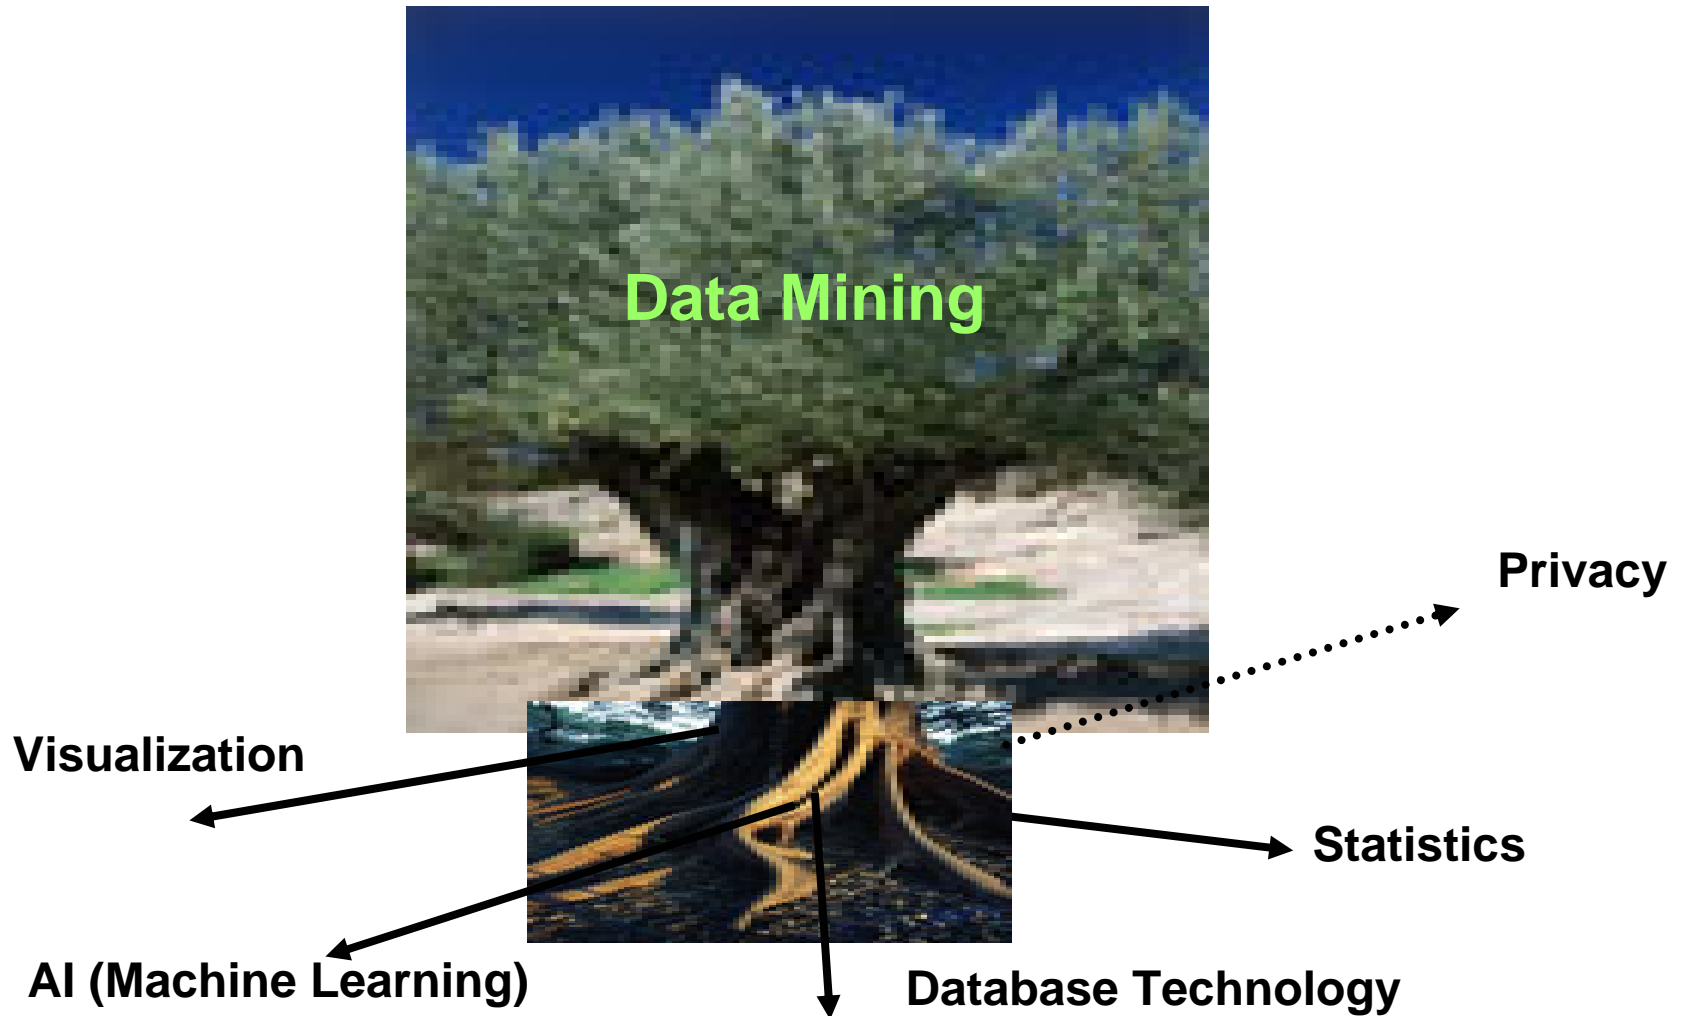 Data Mining
Privacy
Visualization
Statistics
AI (Machine Learning)
Database Technology